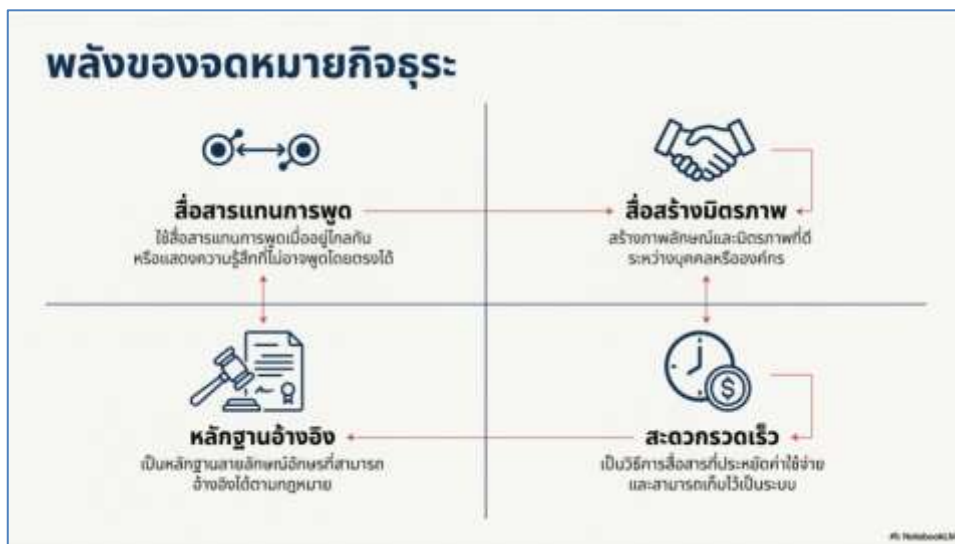 พลังของจดหมายกิจธุระ
สื่อสารแทนการพูด
ใช้สื่อสารแทนการพูดเมื่ออยู่ไกลกัน
หรือแสดงความรู้สึกที่ไม่อาจพูดโดยตรงได้
สื่อสร้างมิตรภาพ
สร้างภาพลักษณ์และมิตรภาพที่ดี
ระหว่างบุคคลหรือองค์กร
หลักฐานอ้างอิง
เป็นหลักฐานลายลักษณ์อักษรที่สามารถ
อ้างอิงได้ตามกฎหมาย
$
สะดวกรวดเร็ว
เป็นวิธีการสื่อสารที่ประหยัดค่าใช้จ่าย
และสามารถเก็บไว้เป็นระบบ
NotebookLM